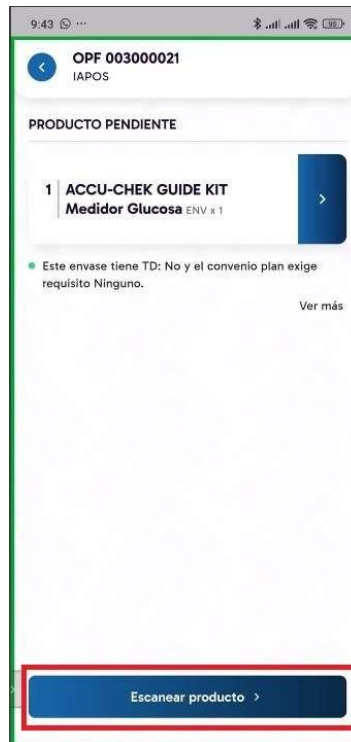 9:43 ...
OPF 003000021
IAPOS
PRODUCTO PENDIENTE
1 ACCU-CHEK GUIDE KIT
Medidor Glucosa ENV x 1
Este envase tiene TD: No y el convenio plan exige
requisito Ninguno.
Ver más
Escanear producto >